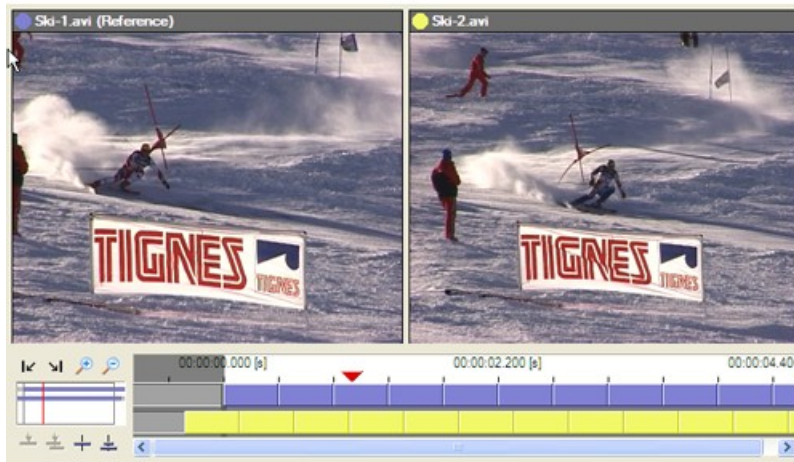 Ski-1.avi (Reference)
Ski-2.avi
TIGNES
TIGNES
TIGNES
TIGNES
00:00:00.000 [s]
00:00:02.200 [s]
00:00:04.40